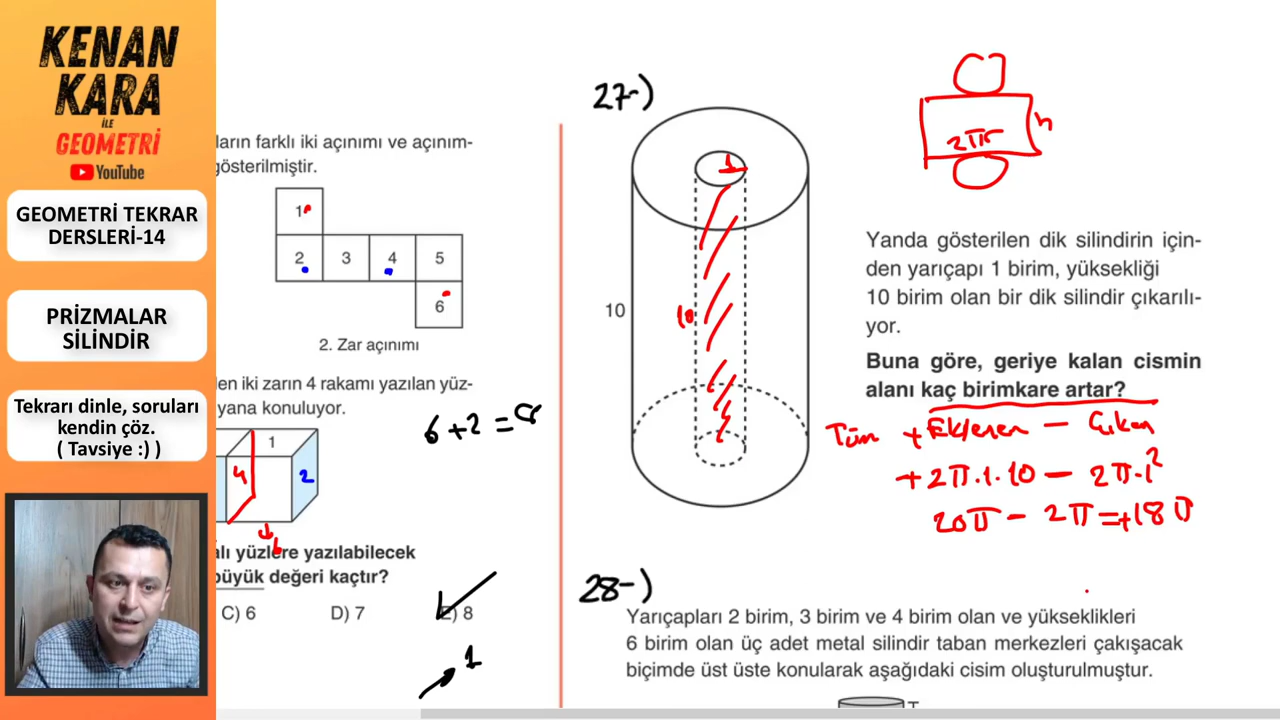 KENAN
KARA
İLE
GEOMETRİ
YouTube
GEOMETRİ TEKRAR
DERSLERİ-14
PRİZMALAR
SİLİNDİR
Tekrarı dinle, soruları
kendin çöz.
( Tavsiye :) )
ların farklı iki açınımı ve açınım-
gösterilmiştir.
1
2 3 4 5
6
2. Zar açınımı
en iki zarın 4 rakamı yazılan yüz-
yana konuluyor.
6+2=8
1
4 2
alı yüzlere yazılabilecek
büyük değeri kaçtır?
C) 6 D) 7 E) 8
1
27-)
1
10
10
2πr
h
Yanda gösterilen dik silindirin için-
den yarıçapı 1 birim, yüksekliği
10 birim olan bir dik silindir çıkarılı-
yor.
Buna göre, geriye kalan cismin
alanı kaç birimkare artar?
Tüm + Eklenen − Çıkan
+2π.1.10 − 2π.1²
20π − 2π = +18π
28-)
Yarıçapları 2 birim, 3 birim ve 4 birim olan ve yükseklikleri
6 birim olan üç adet metal silindir taban merkezleri çakışacak
biçimde üst üste konularak aşağıdaki cisim oluşturulmuştur.